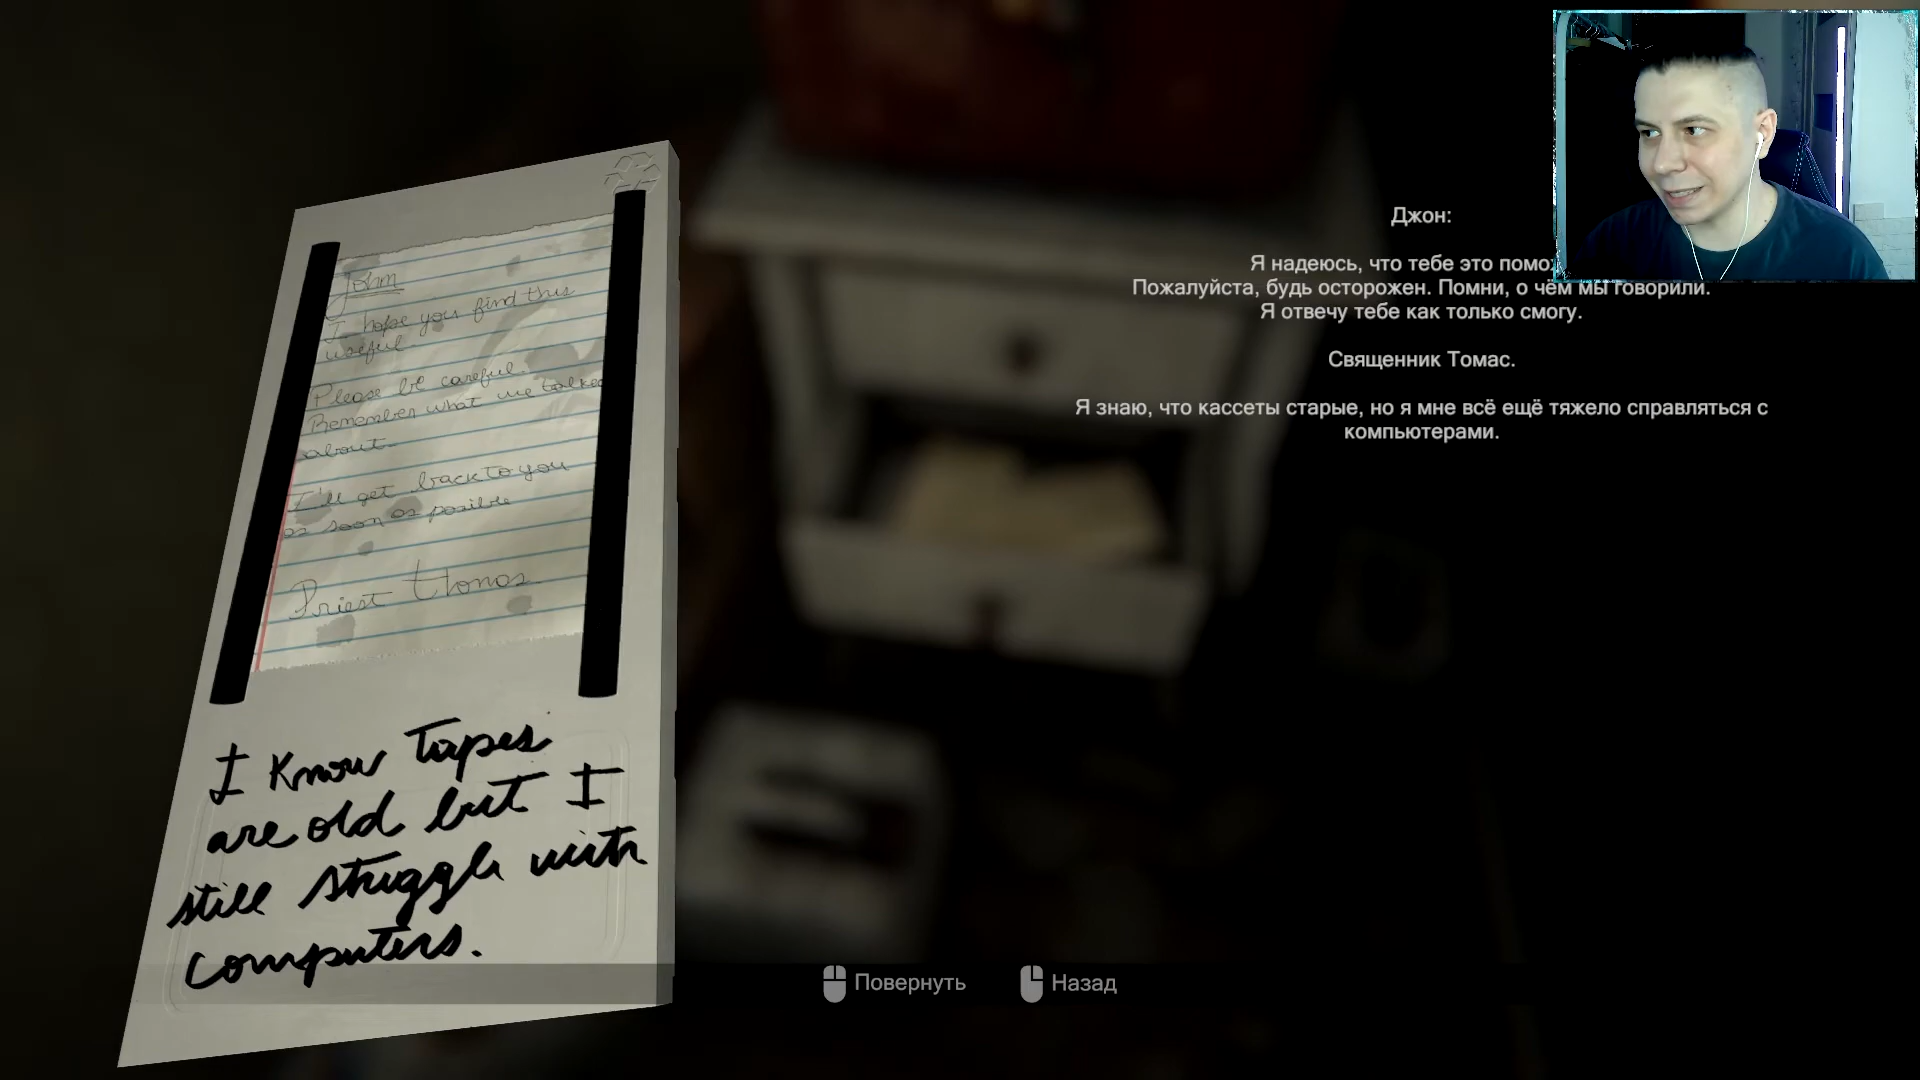 John
I hope you find this
useful.
Please be careful.
Remember what we talked
about
I'll get back to you
as soon as posible
Priest thomas
I know tapes
are old but I
still struggle with
computers.
Джон:
Я надеюсь, что тебе это
Пожалуйста, будь осторожен. Помни, о чём мы говорили.
Я отвечу тебе как только смогу.
Священник Томас.
Я знаю, что кассеты старые, но я мне всё ещё тяжело справляться с
компьютерами.
Повернуть
Назад